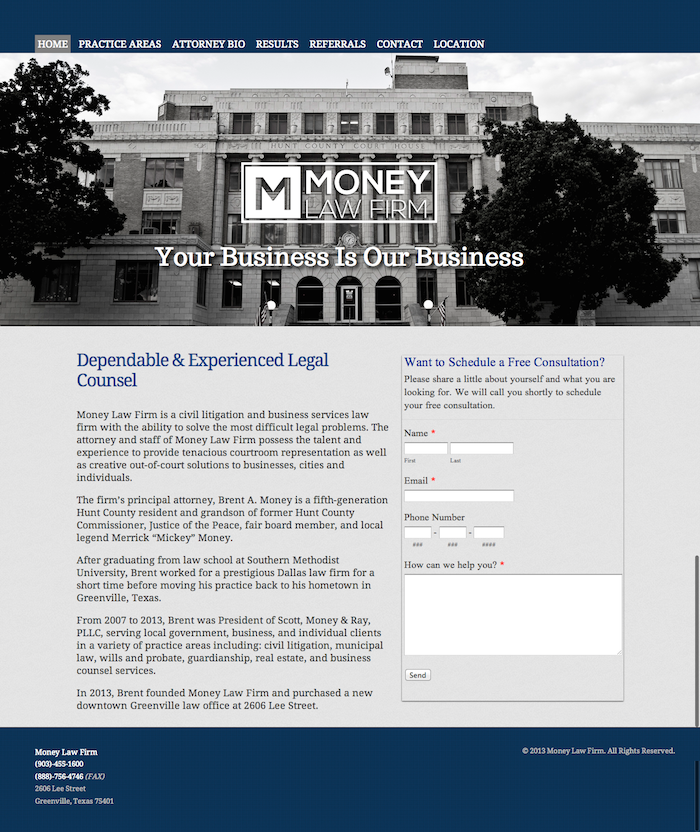 HOME PRACTICE AREAS ATTORNEY BIO RESULTS REFERRALS CONTACT LOCATION
HUNT COUNTY COURT HOUSE
M MONEY
LAW FIRM
Your Business Is Our Business
Dependable & Experienced Legal
Counsel
Money Law Firm is a civil litigation and business services law
firm with the ability to solve the most difficult legal problems. The
attorney and staff of Money Law Firm possess the talent and
experience to provide tenacious courtroom representation as well
as creative out-of-court solutions to businesses, cities and
individuals.
The firm's principal attorney, Brent A. Money is a fifth-generation
Hunt County resident and grandson of former Hunt County
Commissioner, Justice of the Peace, fair board member, and local
legend Merrick “Mickey” Money.
After graduating from law school at Southern Methodist
University, Brent worked for a prestigious Dallas law firm for a
short time before moving his practice back to his hometown in
Greenville, Texas.
From 2007 to 2013, Brent was President of Scott, Money & Ray,
PLLC, serving local government, business, and individual clients
in a variety of practice areas including: civil litigation, municipal
law, wills and probate, guardianship, real estate, and business
counsel services.
In 2013, Brent founded Money Law Firm and purchased a new
downtown Greenville law office at 2606 Lee Street.
Want to Schedule a Free Consultation?
Please share a little about yourself and what you are
looking for. We will call you shortly to schedule
your free consultation.
Name *
First Last
Email *
Phone Number
- -
### ### ####
How can we help you? *
Send
Money Law Firm
(903)-455-1600
(888)-756-4746 (FAX)
2606 Lee Street
Greenville, Texas 75401
© 2013 Money Law Firm. All Rights Reserved.